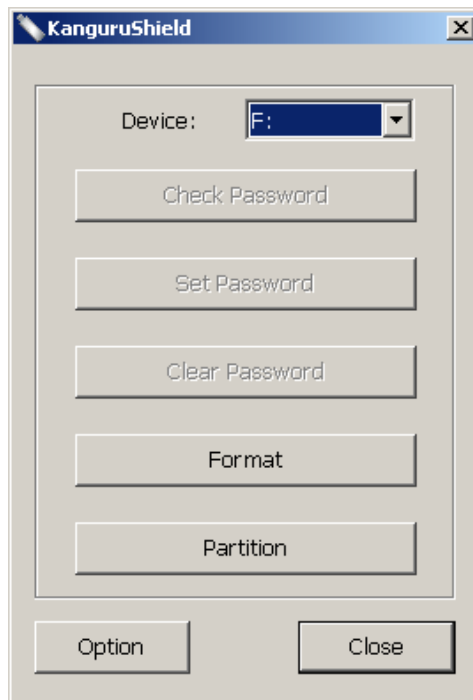 KanguruShield
Device: F:
Check Password
Set Password
Clear Password
Format
Partition
Option Close